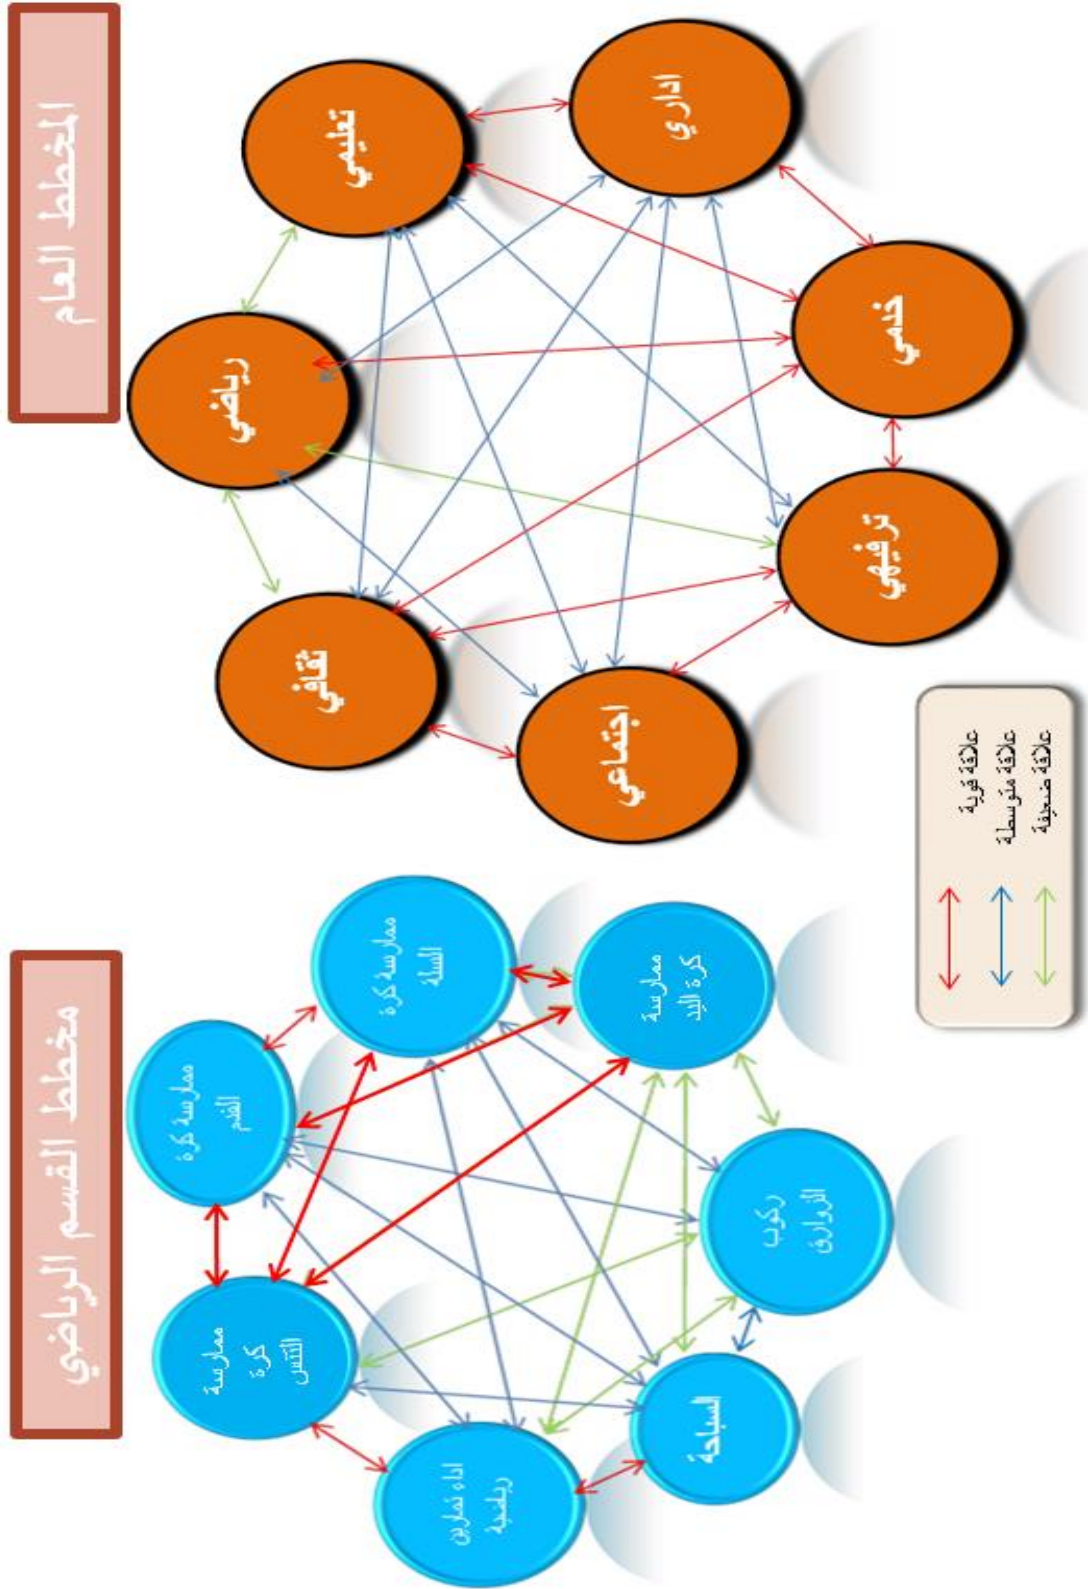 المخطط العام
رياضي
تعليمي
اداري
خدمي
ترفيهي
اجتماعي
ثقافي
مخطط القسم الرياضي
ممارسة كرة
القدم
ممارسة كرة
السلة
ممارسة
كرة اليد
ركوب
الزوارق
السباحة
اداء تمارين
رياضية
ممارسة
كرة
التنس
علاقة قوية
علاقة متوسطة
علاقة ضعيفة